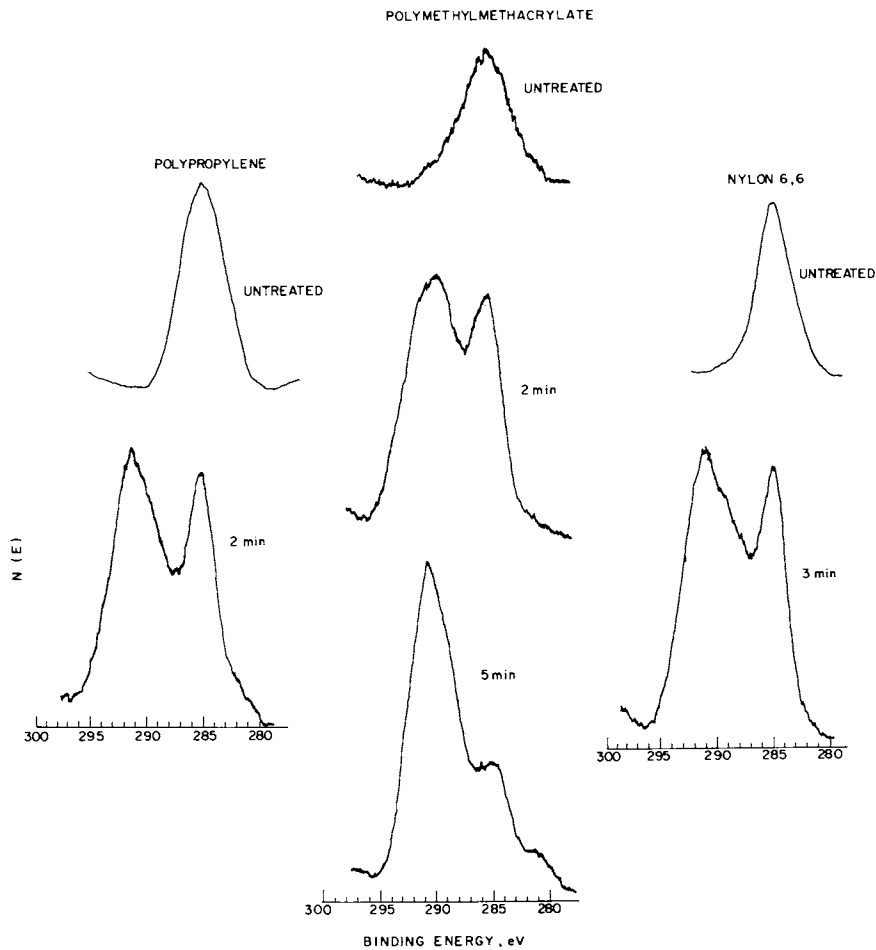 POLYMETHYLMETHACRYLATE
UNTREATED
POLYPROPYLENE
UNTREATED
NYLON 6,6
UNTREATED
2 min
2 min
3 min
5 min
N (E)
300 295 290 285 280
300 295 290 285 280
300 295 290 285 280
BINDING ENERGY, eV